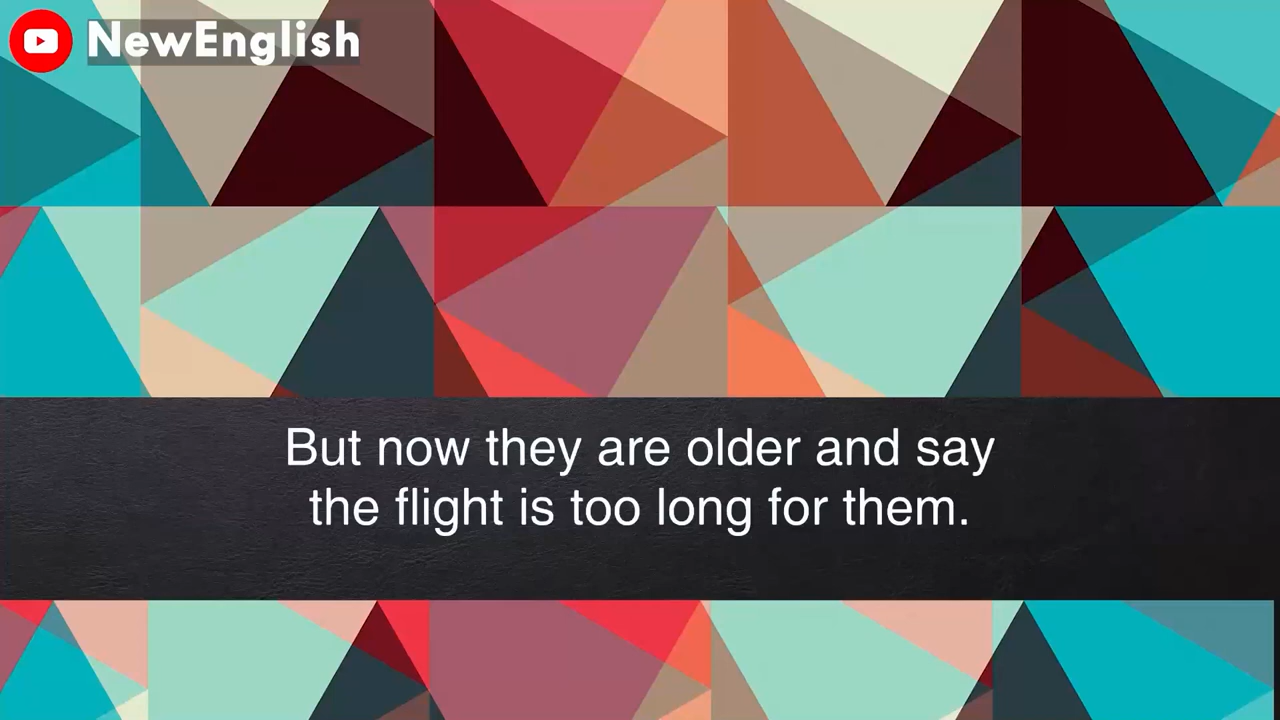 NewEnglish
But now they are older and say
the flight is too long for them.